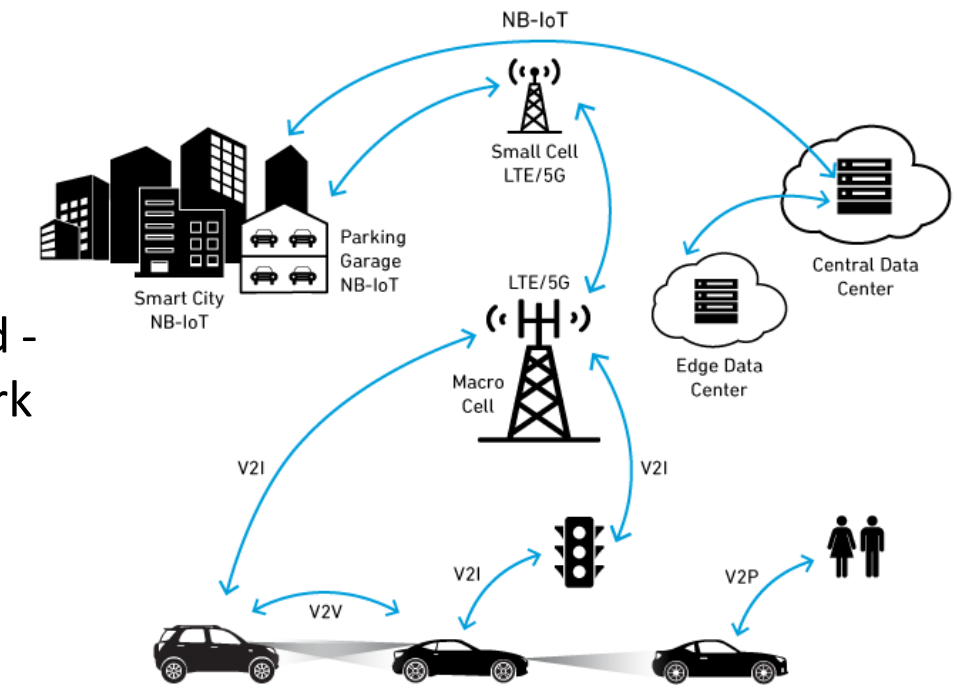 NB-IoT
Small Cell
LTE/5G
Parking
Garage
NB-IoT
Smart City
NB-IoT
Central Data
Center
LTE/5G
Edge Data
Center
Macro
Cell
V2I
V2I
V2I
V2V
V2P